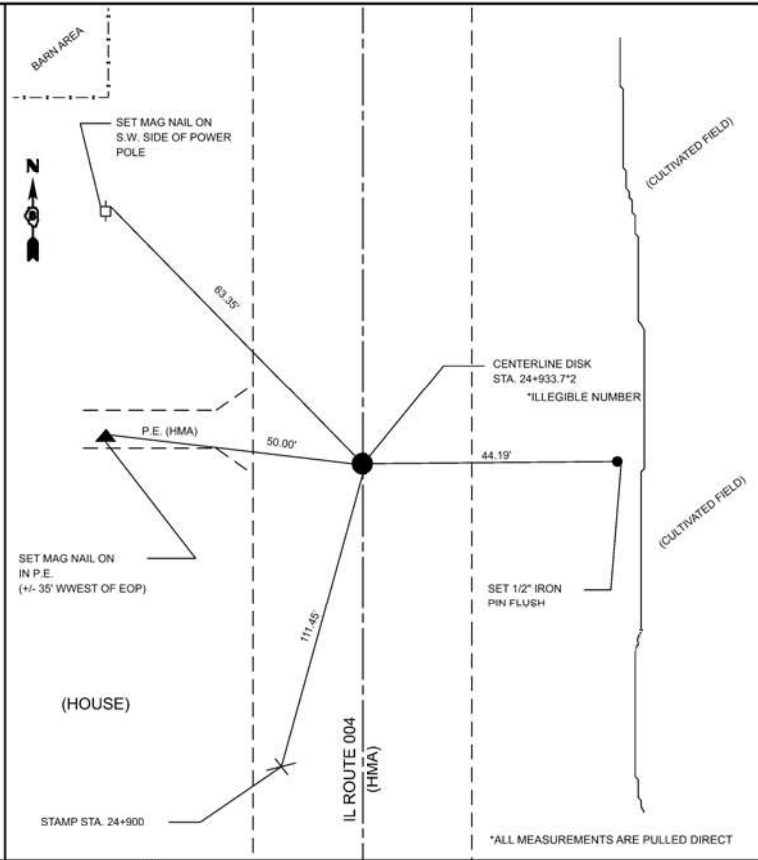 BARN AREA
SET MAG NAIL ON
S.W. SIDE OF POWER
POLE
N
(CULTIVATED FIELD)
63.35'
CENTERLINE DISK
STA. 24+933.7*2
*ILLEGIBLE NUMBER
P.E. (HMA)
50.00'
44.19'
(CULTIVATED FIELD)
SET MAG NAIL ON
IN P.E.
(+/- 35' WWEST OF EOP)
SET 1/2" IRON
PIN FLUSH
111.45'
(HOUSE)
IL ROUTE 004
(HMA)
STAMP STA. 24+900
*ALL MEASUREMENTS ARE PULLED DIRECT